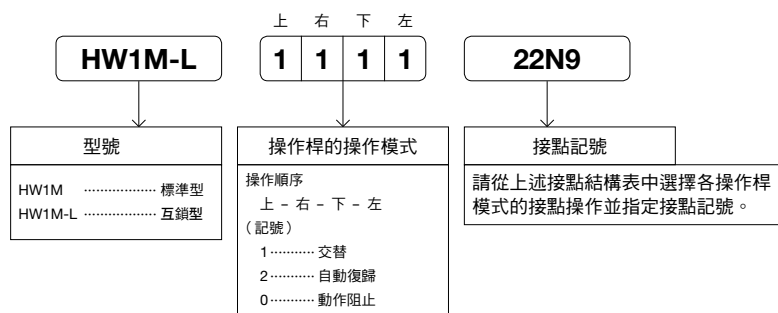 上 右 下 左
HW1M-L 1 1 1 1 22N9
型號
HW1M ·················· 標準型
HW1M-L ·················· 互鎖型
操作桿的操作模式
操作順序
上 – 右 – 下 – 左
（記號）
1··········· 交替
2··········· 自動復歸
0··········· 動作阻止
接點記號
請從上述接點結構表中選擇各操作桿
模式的接點操作並指定接點記號。